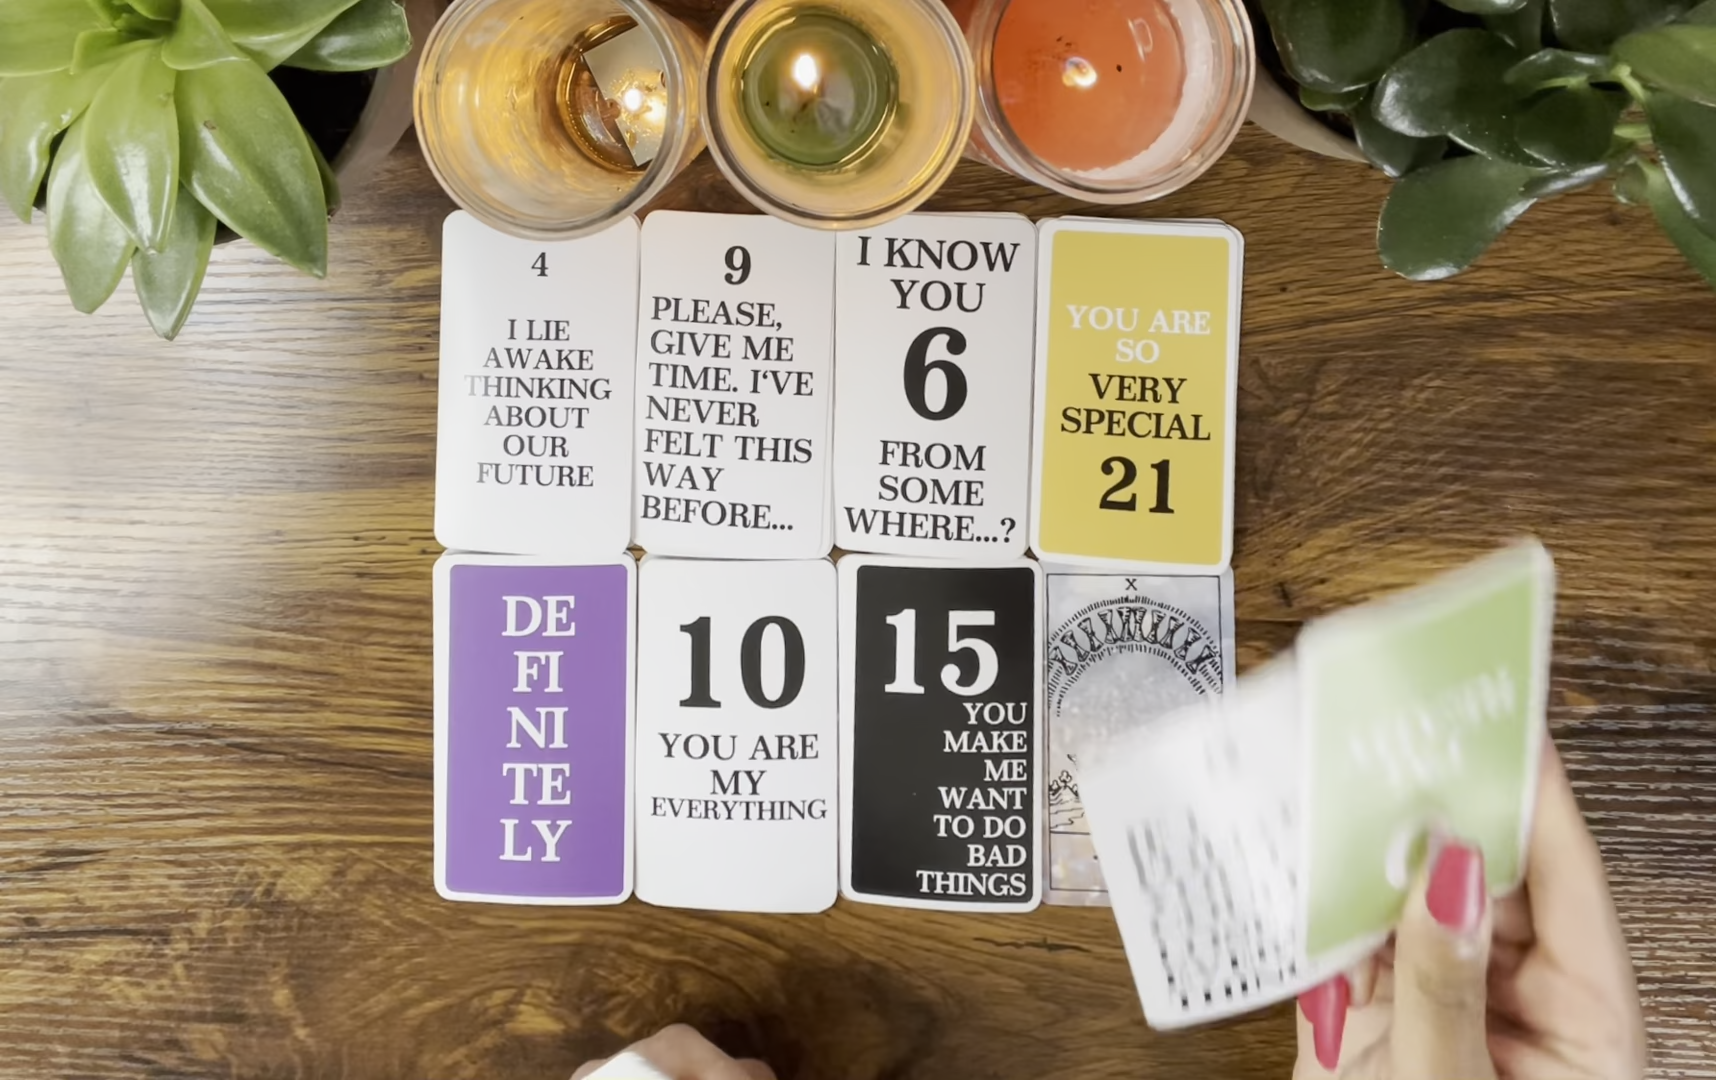 4
I LIE
AWAKE
THINKING
ABOUT
OUR
FUTURE
9
PLEASE,
GIVE ME
TIME. I‘VE
NEVER
FELT THIS
WAY
BEFORE...
I KNOW
YOU
6
FROM
SOME
WHERE...?
YOU ARE
SO
VERY
SPECIAL
21
DE
FI
NI
TE
LY
10
YOU ARE
MY
EVERYTHING
15
YOU
MAKE
ME
WANT
TO DO
BAD
THINGS
X